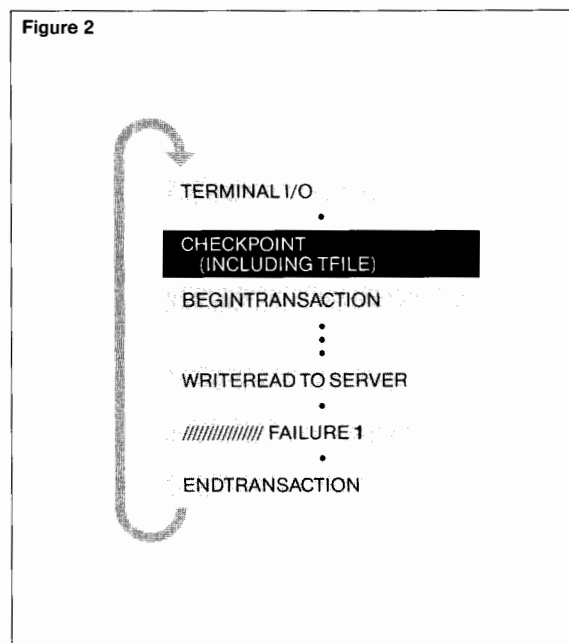 Figure 2
TERMINAL I/O
CHECKPOINT
(INCLUDING TFILE)
BEGINTRANSACTION
WRITEREAD TO SERVER
/////////////// FAILURE 1
ENDTRANSACTION